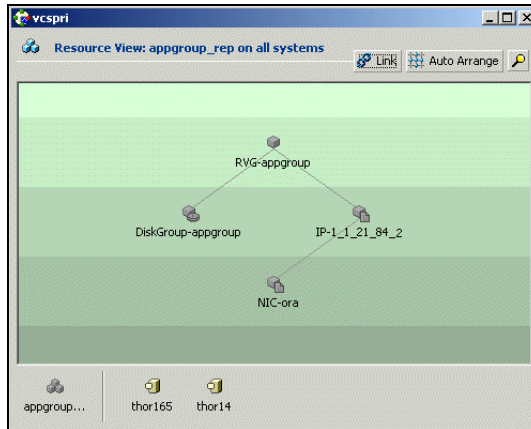 vcspri
Resource View: appgroup_rep on all systems
Link
Auto Arrange
RVG-appgroup
DiskGroup-appgroup
IP-1_1_21_84_2
NIC-ora
appgroup...
thor165
thor14